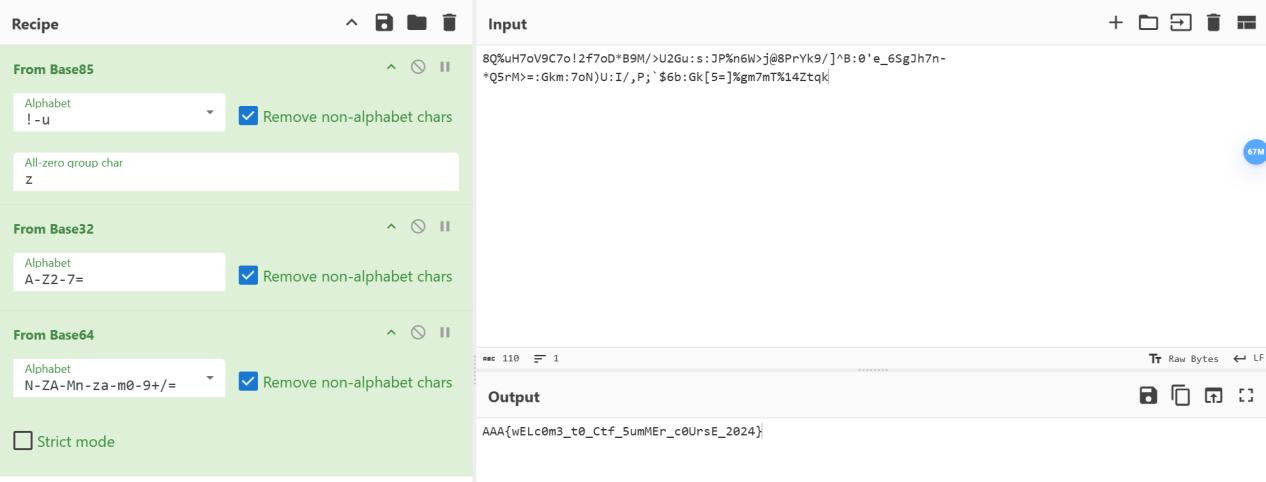 Recipe
From Base85
Alphabet
!-u
Remove non-alphabet chars
All-zero group char
z
From Base32
Alphabet
A-Z2-7=
Remove non-alphabet chars
From Base64
Alphabet
N-ZA-Mn-za-m0-9+/=
Remove non-alphabet chars
Strict mode
Input
8Q%uH7oV9C7o!2f7oD*B9M/>U2Gu:s:JP%n6W>j@8PrYk9/]^B:0'e_6SgJh7n-
*Q5rM>=:Gkm:7oN)U:I/,P;`$6b:Gk[5=]%gm7mT%14Ztqk
67M
ABC 110 1
Tт Raw Bytes LF
Output
AAA{wELc0m3_t0_Ctf_5umMEr_c0UrsE_2024}